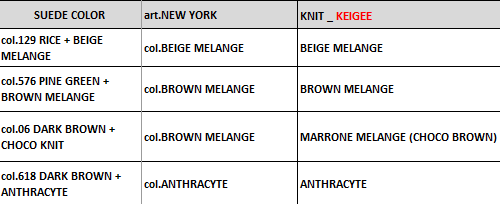 SUEDE COLOR art.NEW YORK KNIT _ KEIGEE
col.129 RICE + BEIGE
MELANGE col.BEIGE MELANGE BEIGE MELANGE
col.576 PINE GREEN +
BROWN MELANGE col.BROWN MELANGE BROWN MELANGE
col.06 DARK BROWN +
CHOCO KNIT col.BROWN MELANGE MARRONE MELANGE (CHOCO BROWN)
col.618 DARK BROWN +
ANTHRACYTE col.ANTHRACYTE ANTHRACYTE